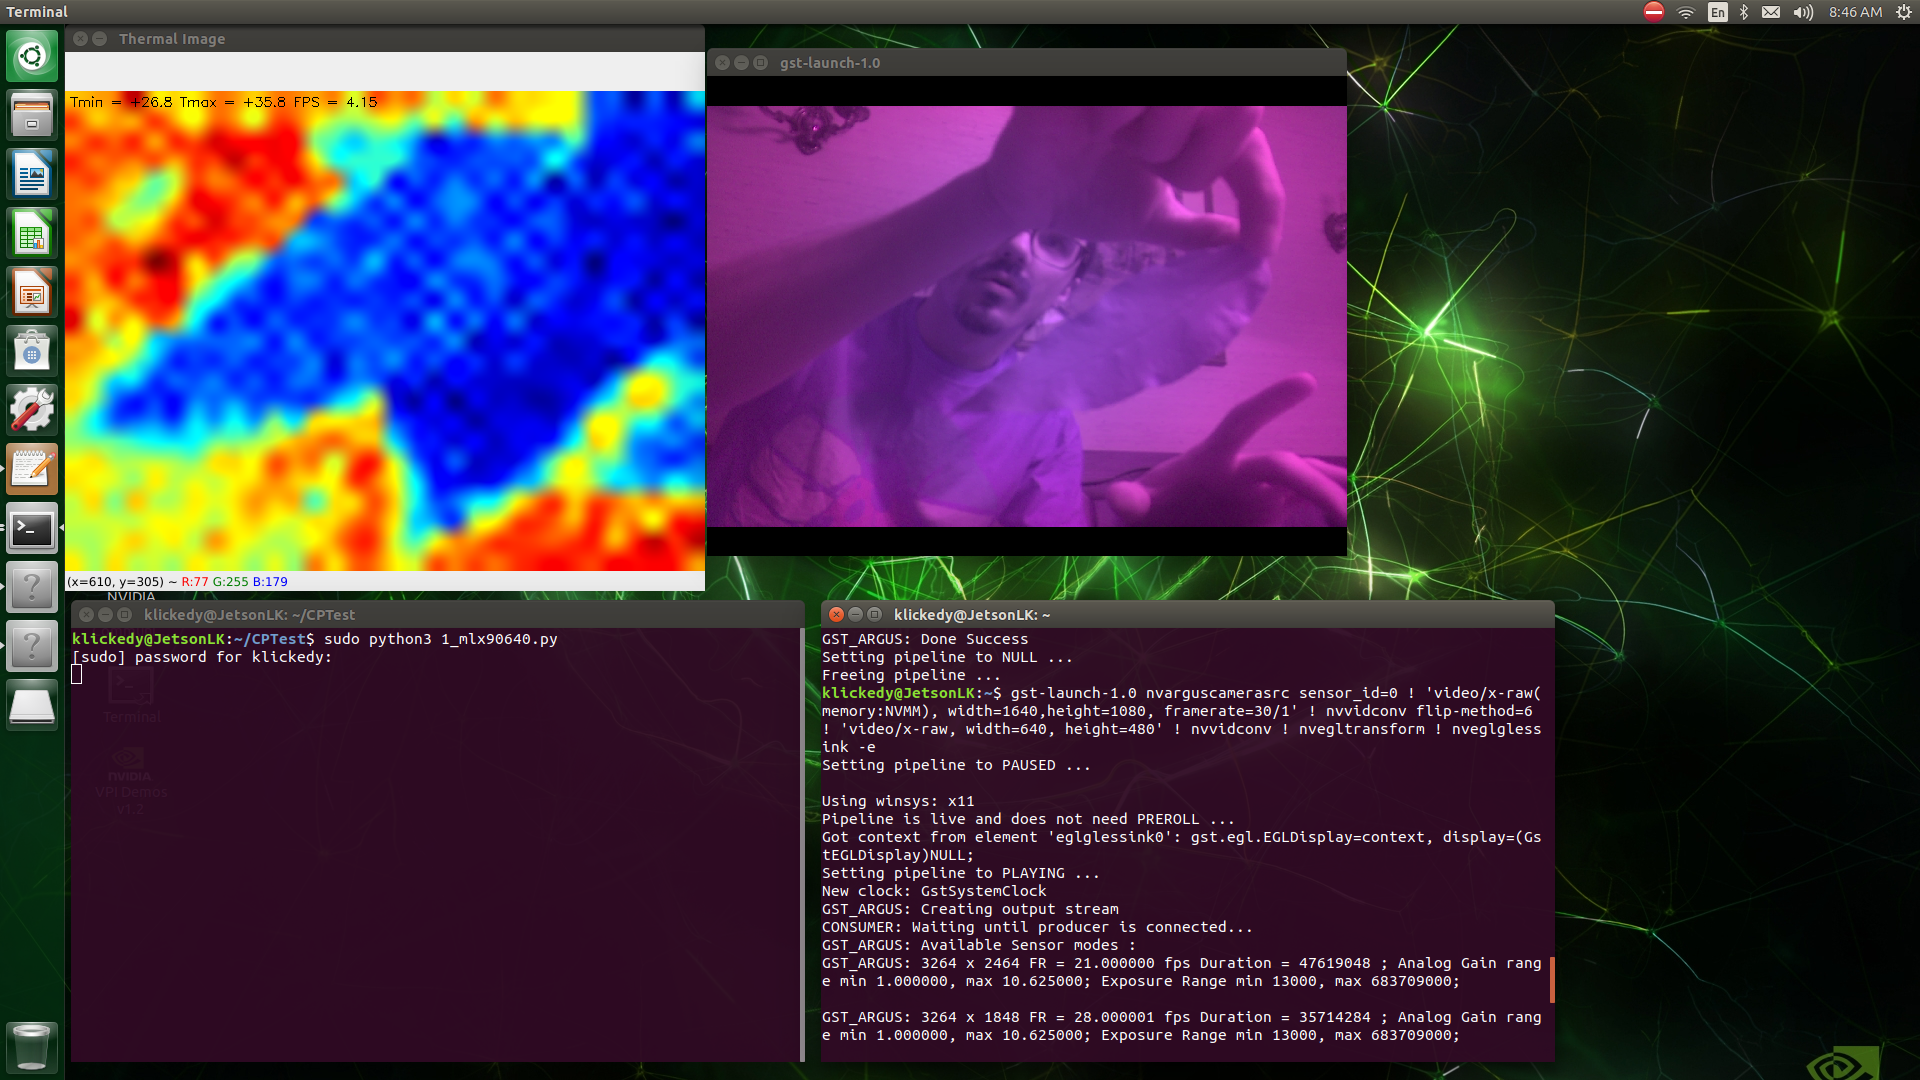 Terminal
En
8:46 AM
Thermal Image
Tmin = +26.8 Tmax = +35.8 FPS = 4.15
(x=610, y=305) ~ R:77 G:255 B:179
NVIDIA
gst-launch-1.0
klickedy@JetsonLK: ~/CPTest
klickedy@JetsonLK:~/CPTest$ sudo python3 1_mlx90640.py
[sudo] password for klickedy:
Terminal
NVIDIA
VPI Demos
v1.2
klickedy@JetsonLK: ~
GST_ARGUS: Done Success
Setting pipeline to NULL ...
Freeing pipeline ...
klickedy@JetsonLK:~$ gst-launch-1.0 nvarguscamerasrc sensor_id=0 ! 'video/x-raw(
memory:NVMM), width=1640,height=1080, framerate=30/1' ! nvvidconv flip-method=6
! 'video/x-raw, width=640, height=480' ! nvvidconv ! nvegltransform ! nveglgless
ink -e
Setting pipeline to PAUSED ...
Using winsys: x11
Pipeline is live and does not need PREROLL ...
Got context from element 'eglglessink0': gst.egl.EGLDisplay=context, display=(Gs
tEGLDisplay)NULL;
Setting pipeline to PLAYING ...
New clock: GstSystemClock
GST_ARGUS: Creating output stream
CONSUMER: Waiting until producer is connected...
GST_ARGUS: Available Sensor modes :
GST_ARGUS: 3264 x 2464 FR = 21.000000 fps Duration = 47619048 ; Analog Gain rang
e min 1.000000, max 10.625000; Exposure Range min 13000, max 683709000;
GST_ARGUS: 3264 x 1848 FR = 28.000001 fps Duration = 35714284 ; Analog Gain rang
e min 1.000000, max 10.625000; Exposure Range min 13000, max 683709000;